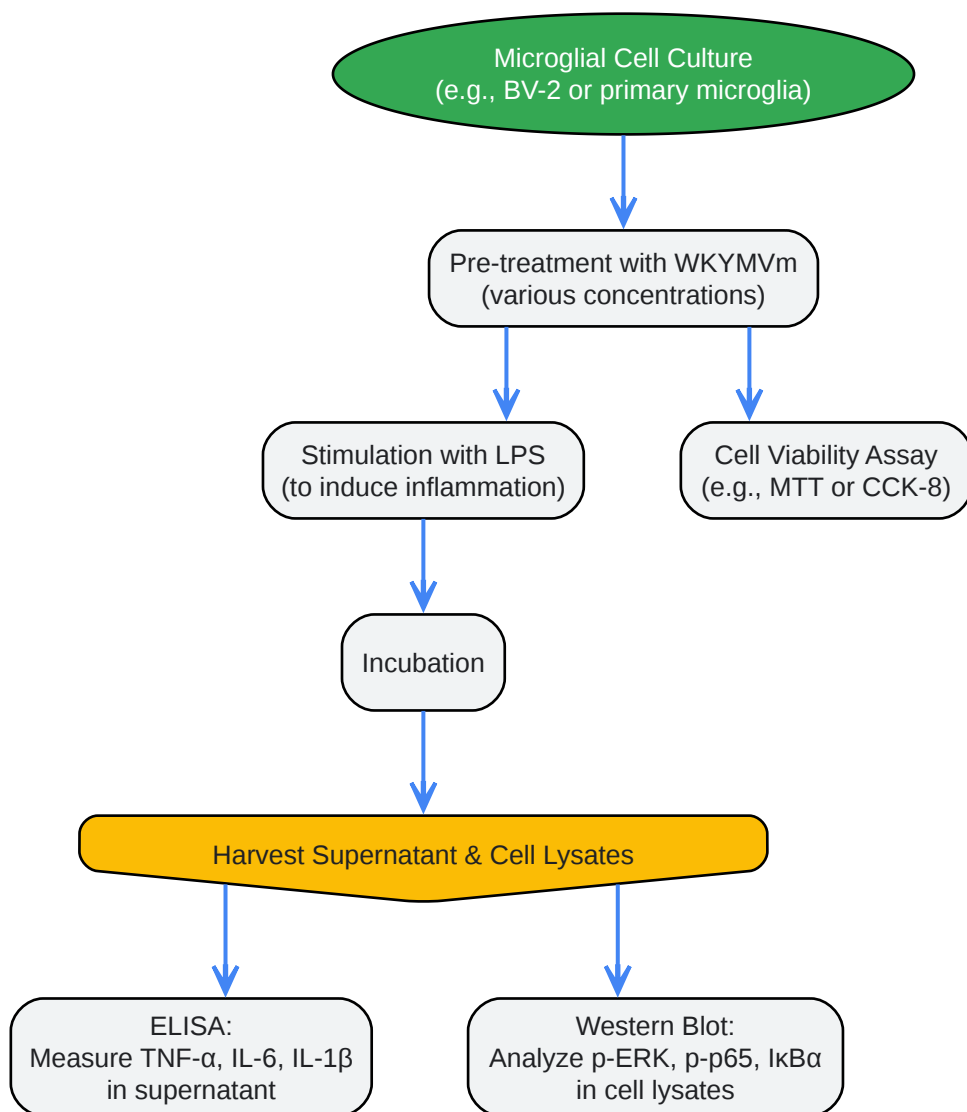 Microglial Cell Culture
(e.g., BV-2 or primary microglia)
Pre-treatment with WKYMVm
(various concentrations)
Stimulation with LPS
(to induce inflammation)
Cell Viability Assay
(e.g., MTT or CCK-8)
Incubation
Harvest Supernatant & Cell Lysates
ELISA:
Measure TNF-α, IL-6, IL-1β
in supernatant
Western Blot:
Analyze p-ERK, p-p65, IκBα
in cell lysates